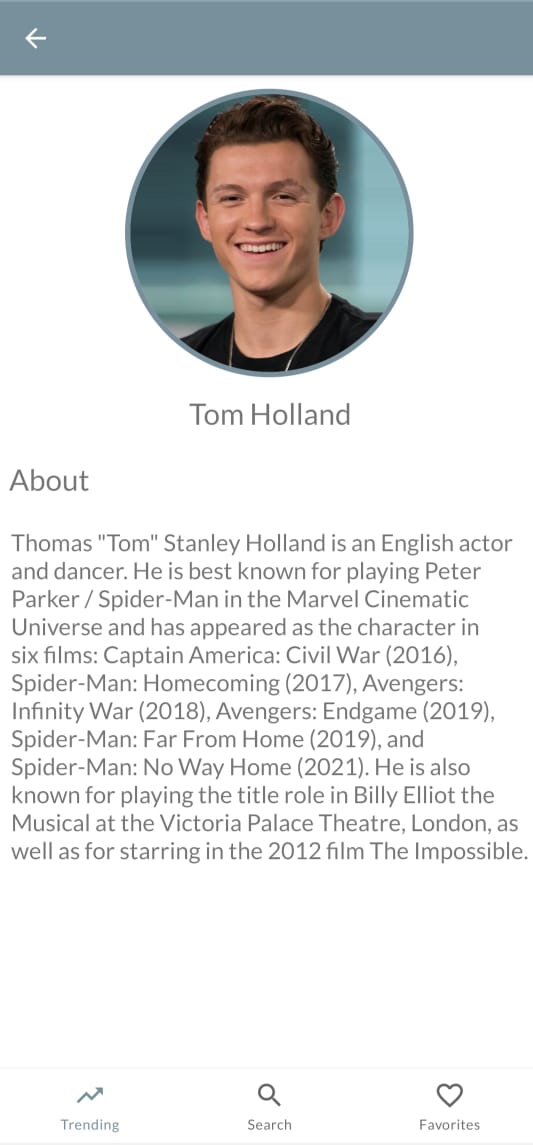 Tom Holland
About
Thomas "Tom" Stanley Holland is an English actor
and dancer. He is best known for playing Peter
Parker / Spider-Man in the Marvel Cinematic
Universe and has appeared as the character in
six films: Captain America: Civil War (2016),
Spider-Man: Homecoming (2017), Avengers:
Infinity War (2018), Avengers: Endgame (2019),
Spider-Man: Far From Home (2019), and
Spider-Man: No Way Home (2021). He is also
known for playing the title role in Billy Elliot the
Musical at the Victoria Palace Theatre, London, as
well as for starring in the 2012 film The Impossible.
Trending
Search
Favorites